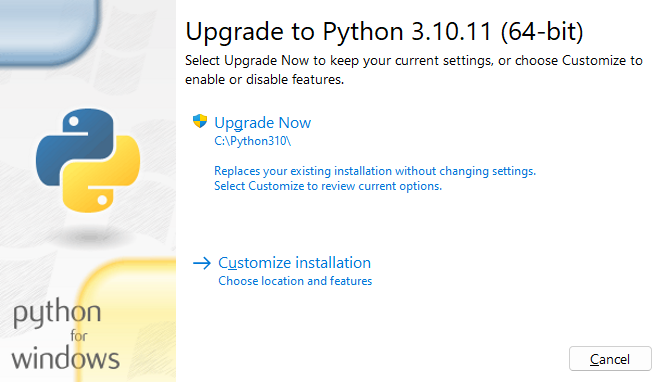 Upgrade to Python 3.10.11 (64-bit)
Select Upgrade Now to keep your current settings, or choose Customize to
enable or disable features.
Upgrade Now
C:\Python310\
Replaces your existing installation without changing settings.
Select Customize to review current options.
Customize installation
Choose location and features
python
for
windows
Cancel